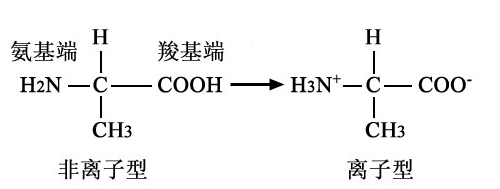 H H
氨基端 羧基端
H2N—C—COOH → H3N⁺—C—COO⁻
CH3 CH3
非离子型 离子型